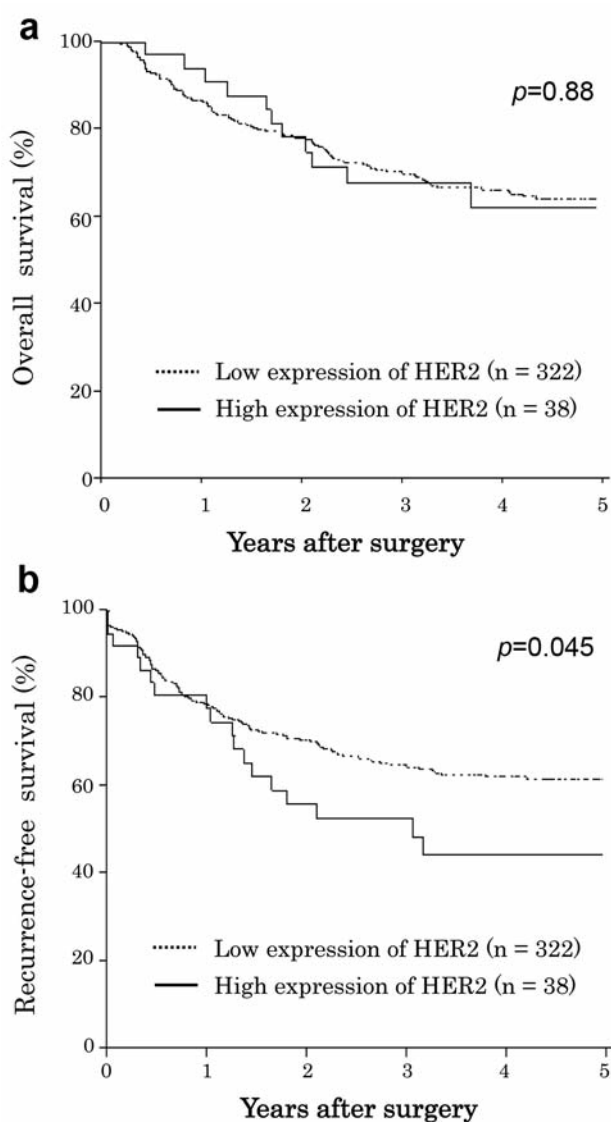 a
100
80
60
40
20
0
Overall survival (%)
p=0.88
Low expression of HER2 (n = 322)
High expression of HER2 (n = 38)
0 1 2 3 4 5
Years after surgery
b
100
80
60
40
20
0
Recurrence-free survival (%)
p=0.045
Low expression of HER2 (n = 322)
High expression of HER2 (n = 38)
0 1 2 3 4 5
Years after surgery